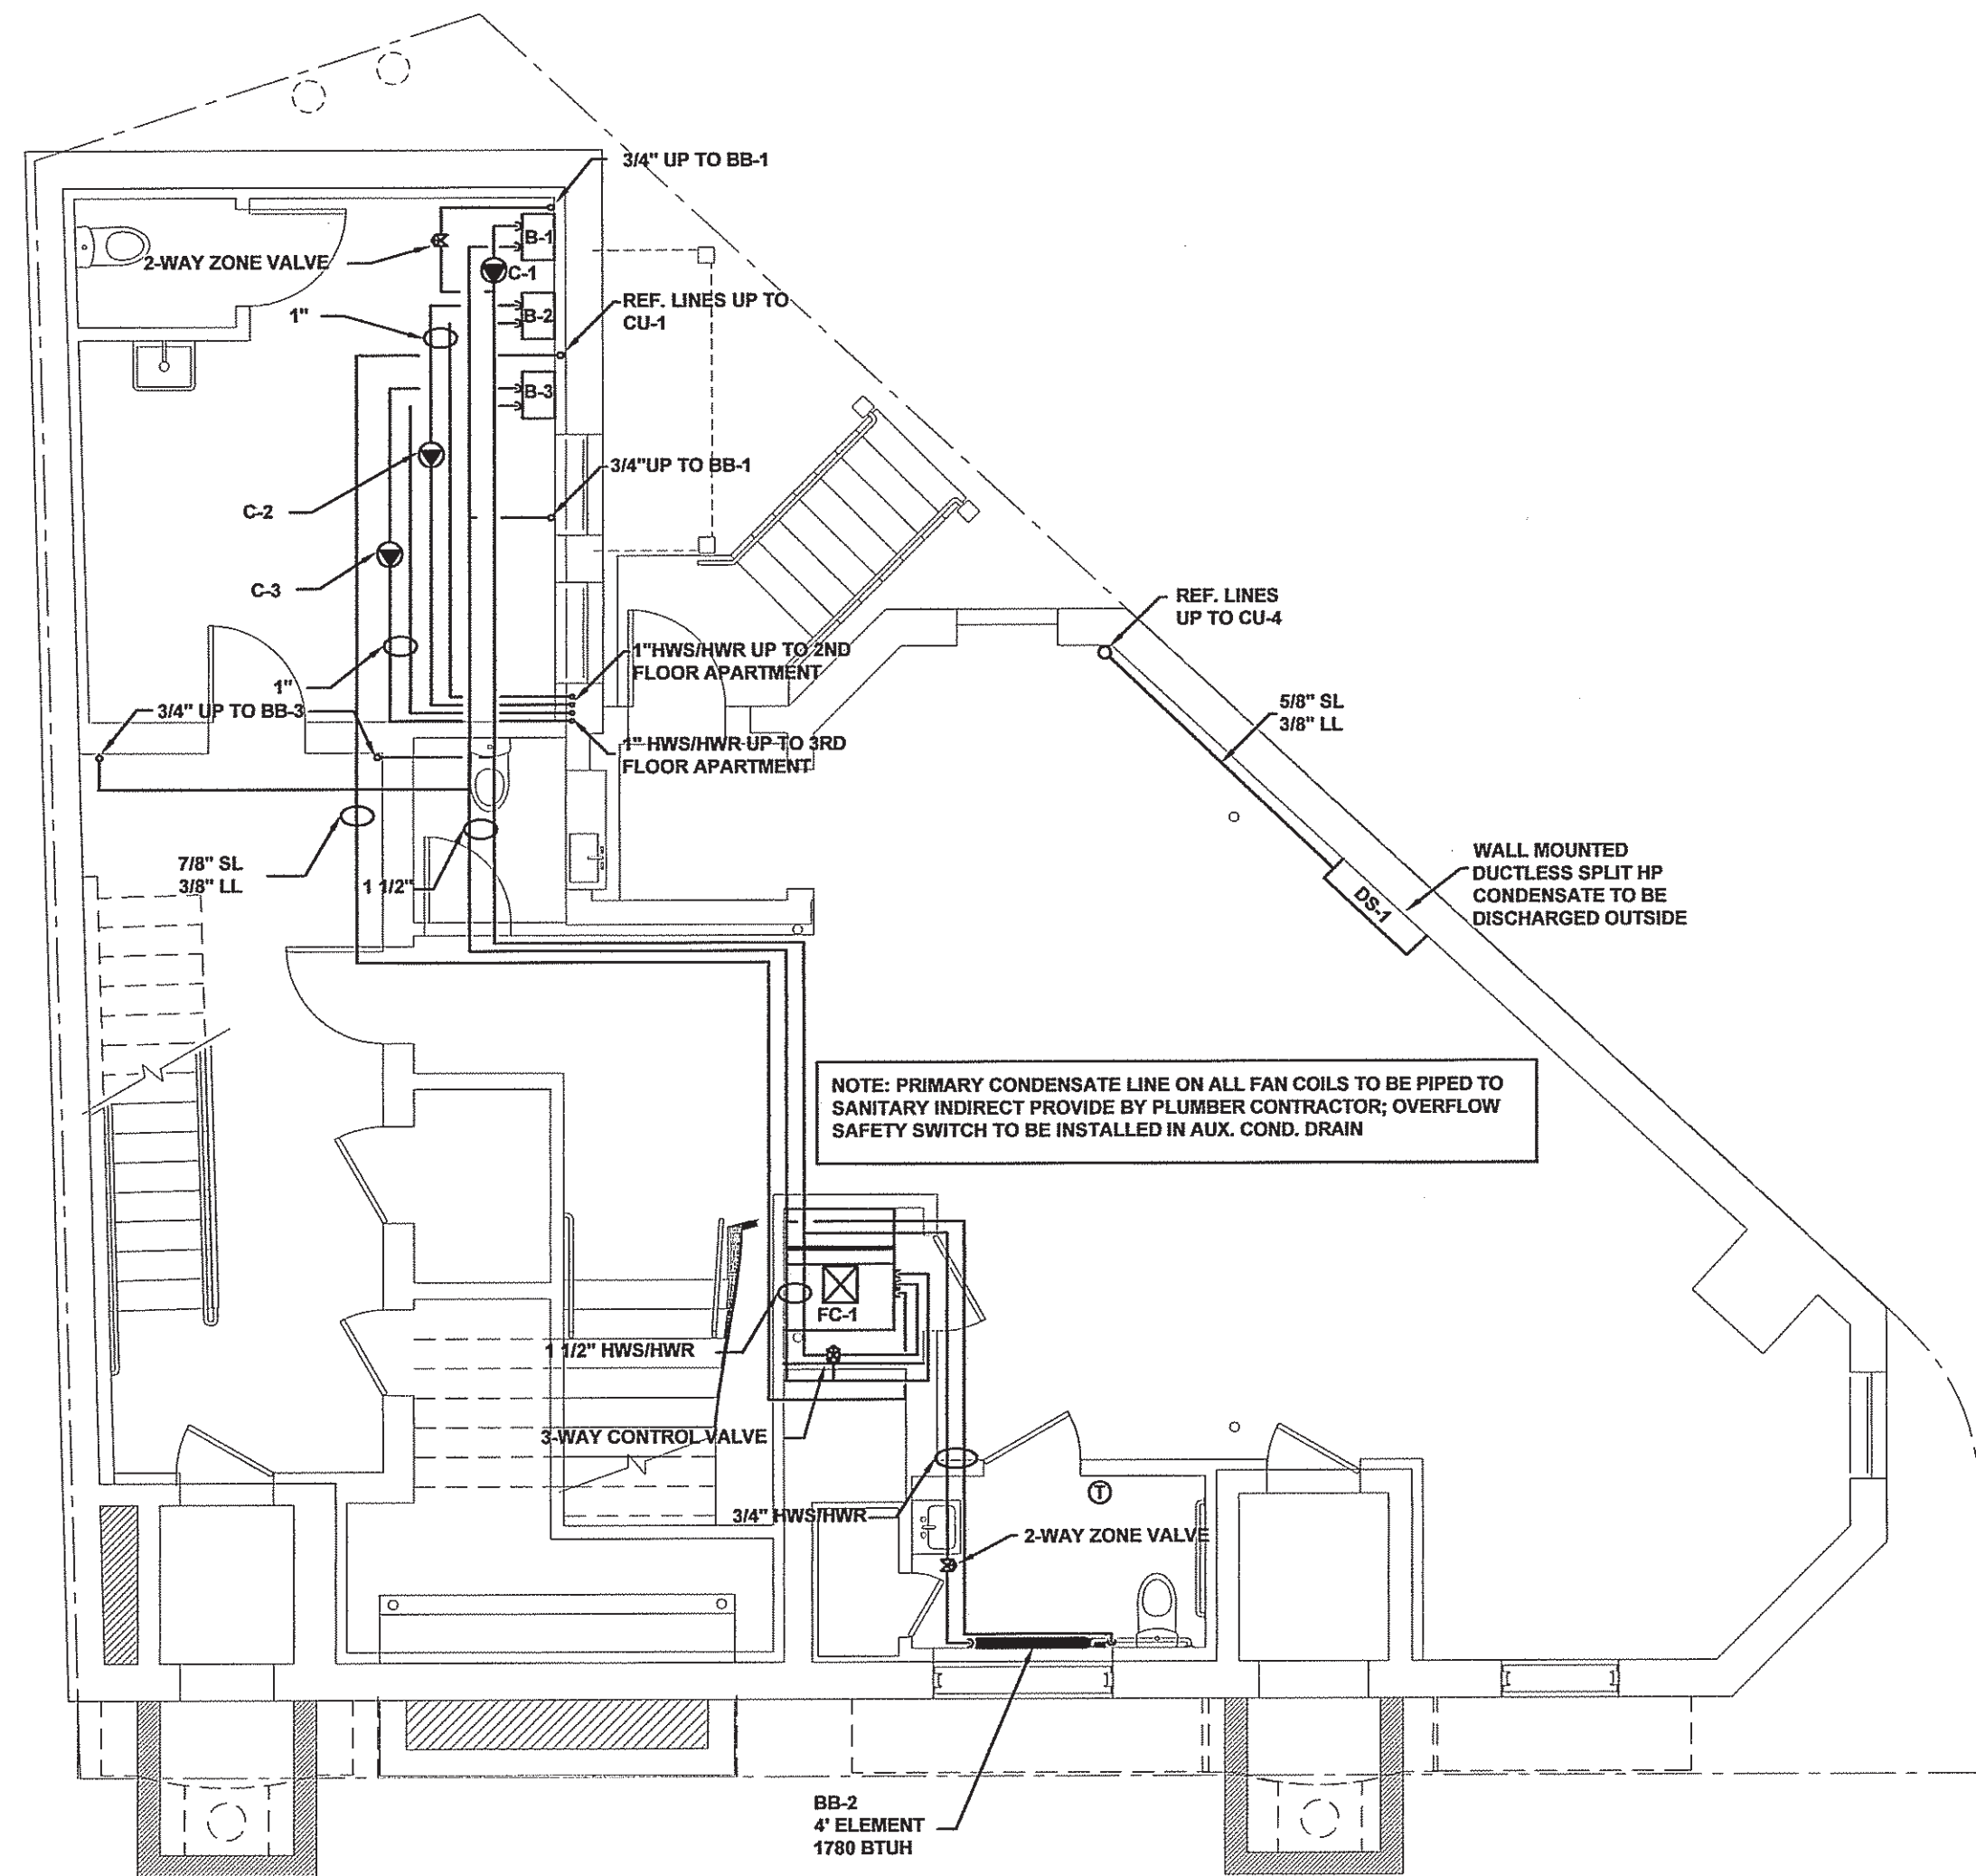 3/4" UP TO BB-1
B-1
2-WAY ZONE VALVE
C-1
REF. LINES UP TO
CU-1
1"
B-2
B-3
3/4"UP TO BB-1
C-2
C-3
REF. LINES
UP TO CU-4
1"HWS/HWR UP TO 2ND
FLOOR APARTMENT
1"
3/4" UP TO BB-3
5/8" SL
3/8" LL
1" HWS/HWR UP TO 3RD
FLOOR APARTMENT
7/8" SL
3/8" LL
1 1/2"
WALL MOUNTED
DUCTLESS SPLIT HP
CONDENSATE TO BE
DISCHARGED OUTSIDE
DS-1
NOTE: PRIMARY CONDENSATE LINE ON ALL FAN COILS TO BE PIPED TO
SANITARY INDIRECT PROVIDE BY PLUMBER CONTRACTOR; OVERFLOW
SAFETY SWITCH TO BE INSTALLED IN AUX. COND. DRAIN
FC-1
1 1/2" HWS/HWR
3-WAY CONTROL VALVE
T
3/4" HWS/HWR
2-WAY ZONE VALVE
BB-2
4' ELEMENT
1780 BTUH